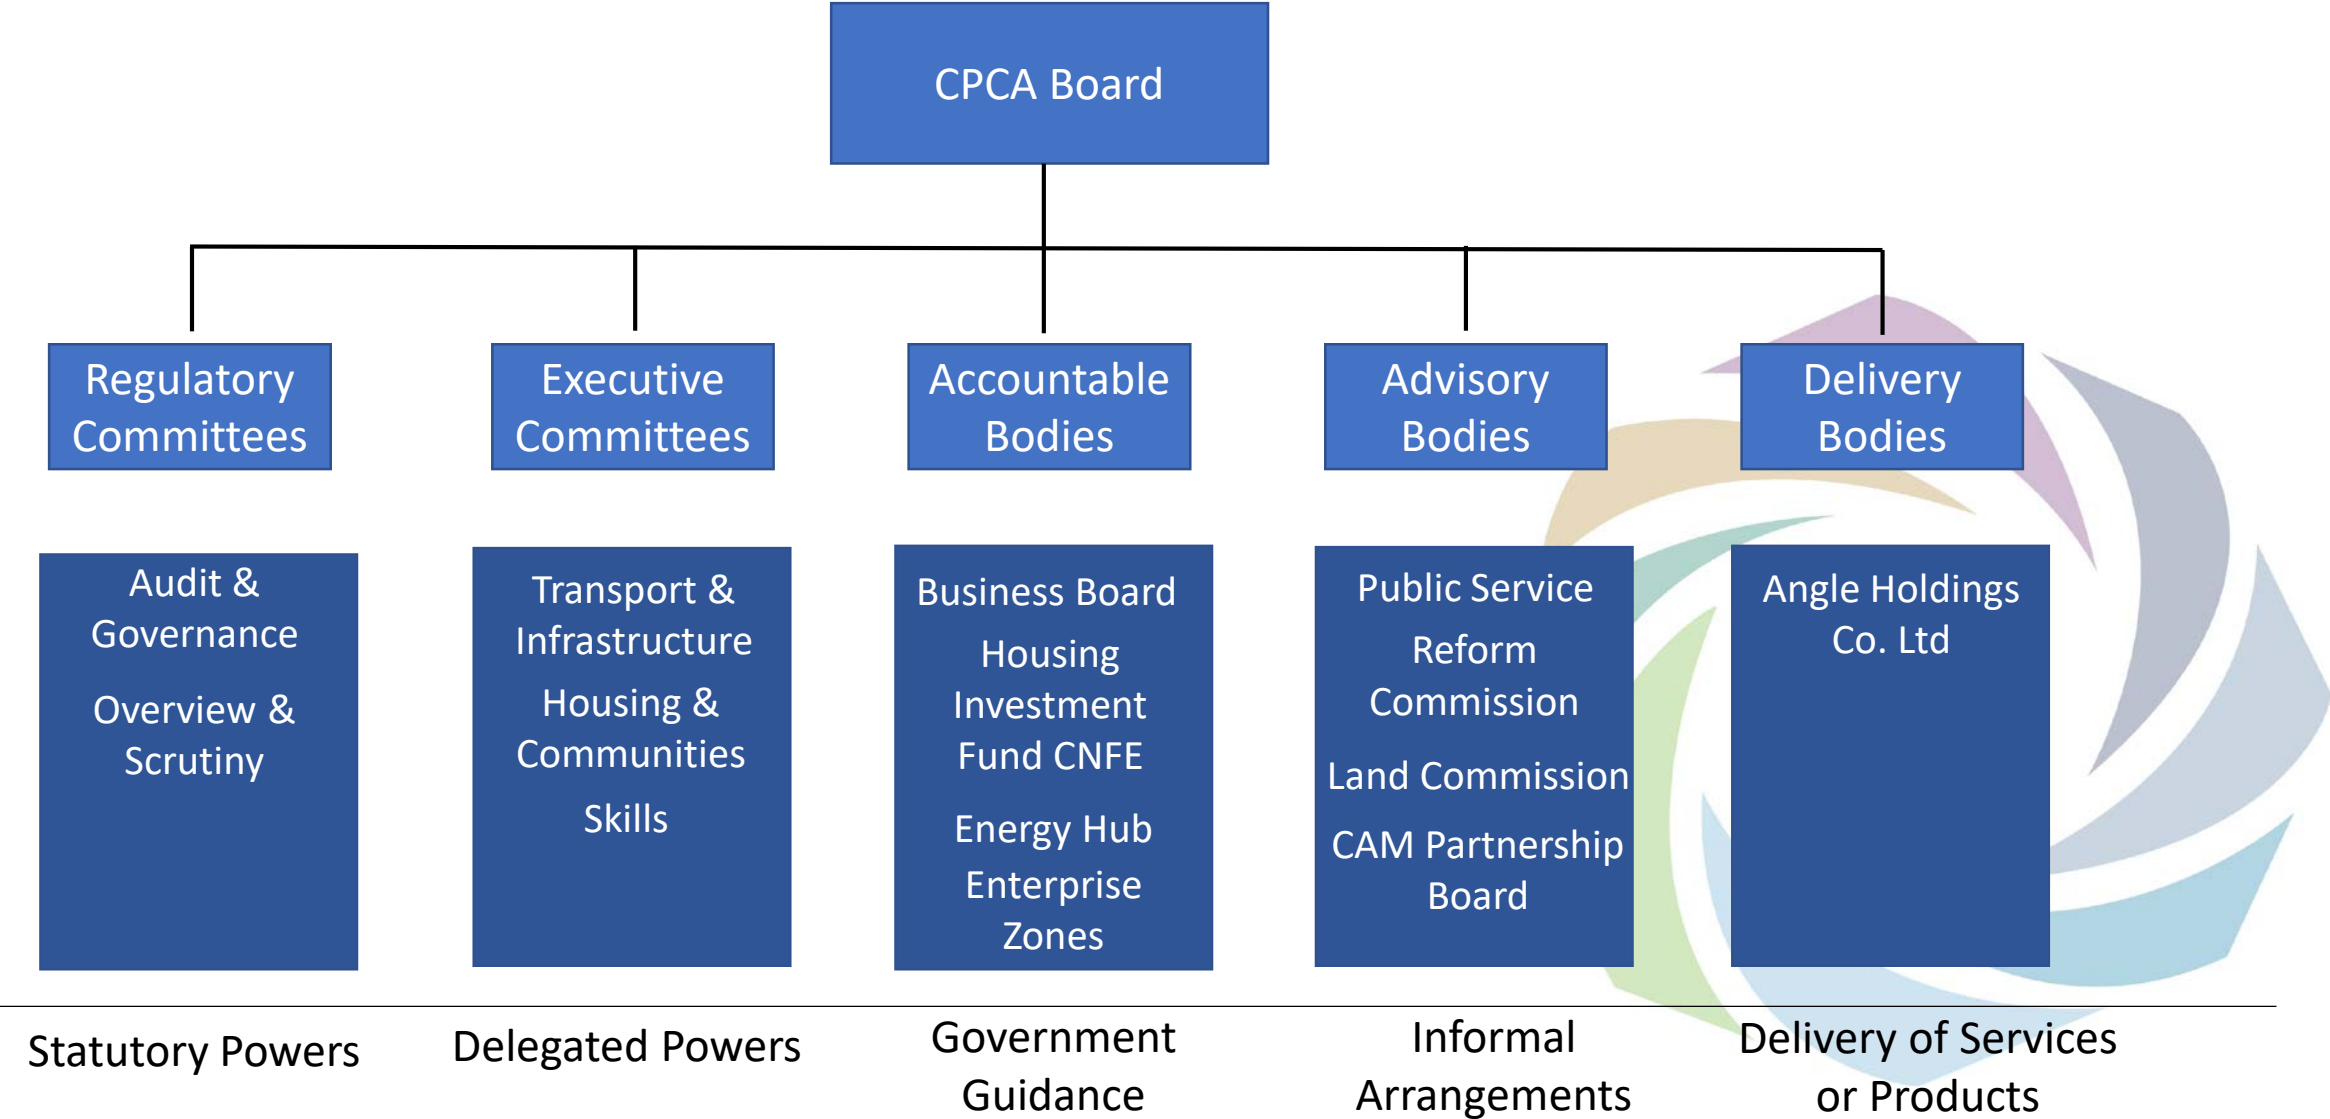 CPCA Board
Regulatory
Committees
Executive
Committees
Accountable
Bodies
Advisory
Bodies
Delivery
Bodies
Audit &
Governance
Overview &
Scrutiny
Transport &
Infrastructure
Housing &
Communities
Skills
Business Board
Housing
Investment
Fund CNFE
Energy Hub
Enterprise
Zones
Public Service
Reform
Commission
Land Commission
CAM Partnership
Board
Angle Holdings
Co. Ltd
Statutory Powers
Delegated Powers
Government
Guidance
Informal
Arrangements
Delivery of Services
or Products